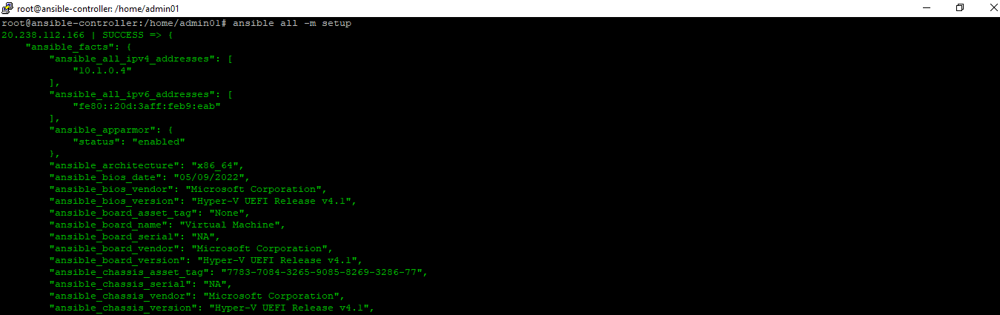 root@ansible-controller: /home/admin01
root@ansible-controller:/home/admin01# ansible all -m setup
20.238.112.166 | SUCCESS => {
    "ansible_facts": {
        "ansible_all_ipv4_addresses": [
            "10.1.0.4"
        ],
        "ansible_all_ipv6_addresses": [
            "fe80::20d:3aff:feb9:eab"
        ],
        "ansible_apparmor": {
            "status": "enabled"
        },
        "ansible_architecture": "x86_64",
        "ansible_bios_date": "05/09/2022",
        "ansible_bios_vendor": "Microsoft Corporation",
        "ansible_bios_version": "Hyper-V UEFI Release v4.1",
        "ansible_board_asset_tag": "None",
        "ansible_board_name": "Virtual Machine",
        "ansible_board_serial": "NA",
        "ansible_board_vendor": "Microsoft Corporation",
        "ansible_board_version": "Hyper-V UEFI Release v4.1",
        "ansible_chassis_asset_tag": "7783-7084-3265-9085-8269-3286-77",
        "ansible_chassis_serial": "NA",
        "ansible_chassis_vendor": "Microsoft Corporation",
        "ansible_chassis_version": "Hyper-V UEFI Release v4.1",